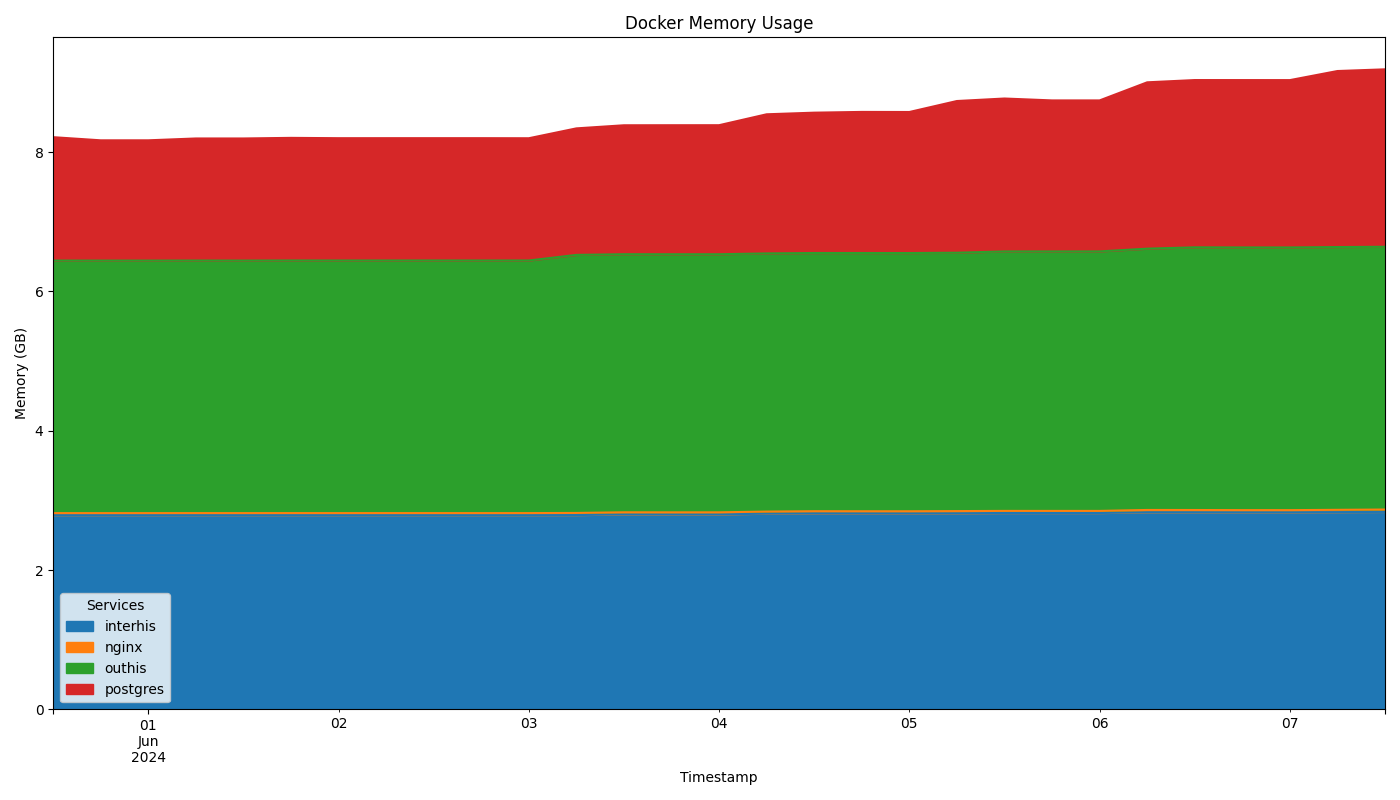 Docker Memory Usage
Memory (GB)
8
6
4
2
0
Services
interhis
nginx
outhis
postgres
01
Jun
2024
02
03
04
05
06
07
Timestamp